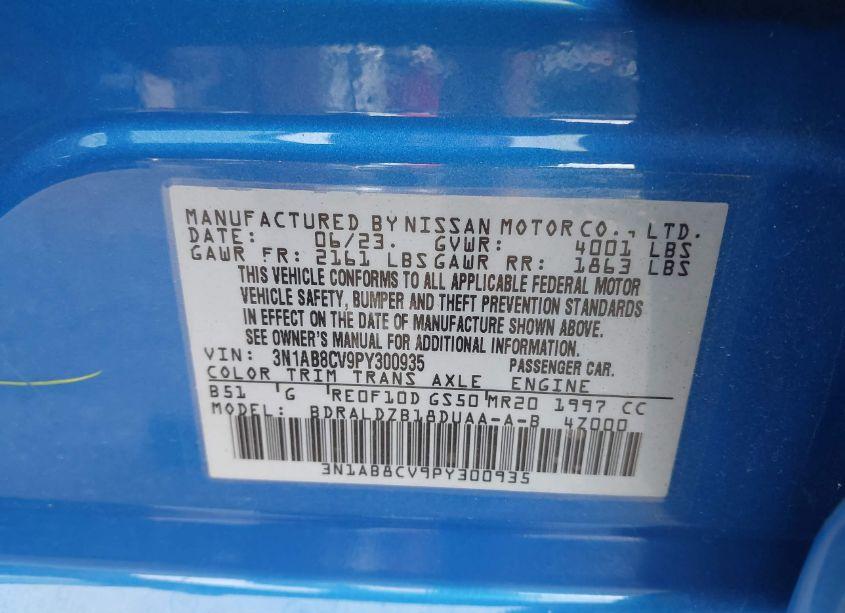 MANUFACTURED BY NISSAN MOTOR CO., LTD.
DATE: 06/23. GVWR: 4001 LBS
GAWR FR: 2161 LBS GAWR RR: 1863 LBS
THIS VEHICLE CONFORMS TO ALL APPLICABLE FEDERAL MOTOR
VEHICLE SAFETY, BUMPER AND THEFT PREVENTION STANDARDS
IN EFFECT ON THE DATE OF MANUFACTURE SHOWN ABOVE.
SEE OWNER'S MANUAL FOR ADDITIONAL INFORMATION.
VIN: 3N1AB8CV9PY300935 PASSENGER CAR.
COLOR TRIM TRANS AXLE ENGINE
B51 G RE0F10D GS50 MR20 1997 CC
MODEL: BDRALDZB18DUAA-A-B 4Z000
3N1AB8CV9PY300935